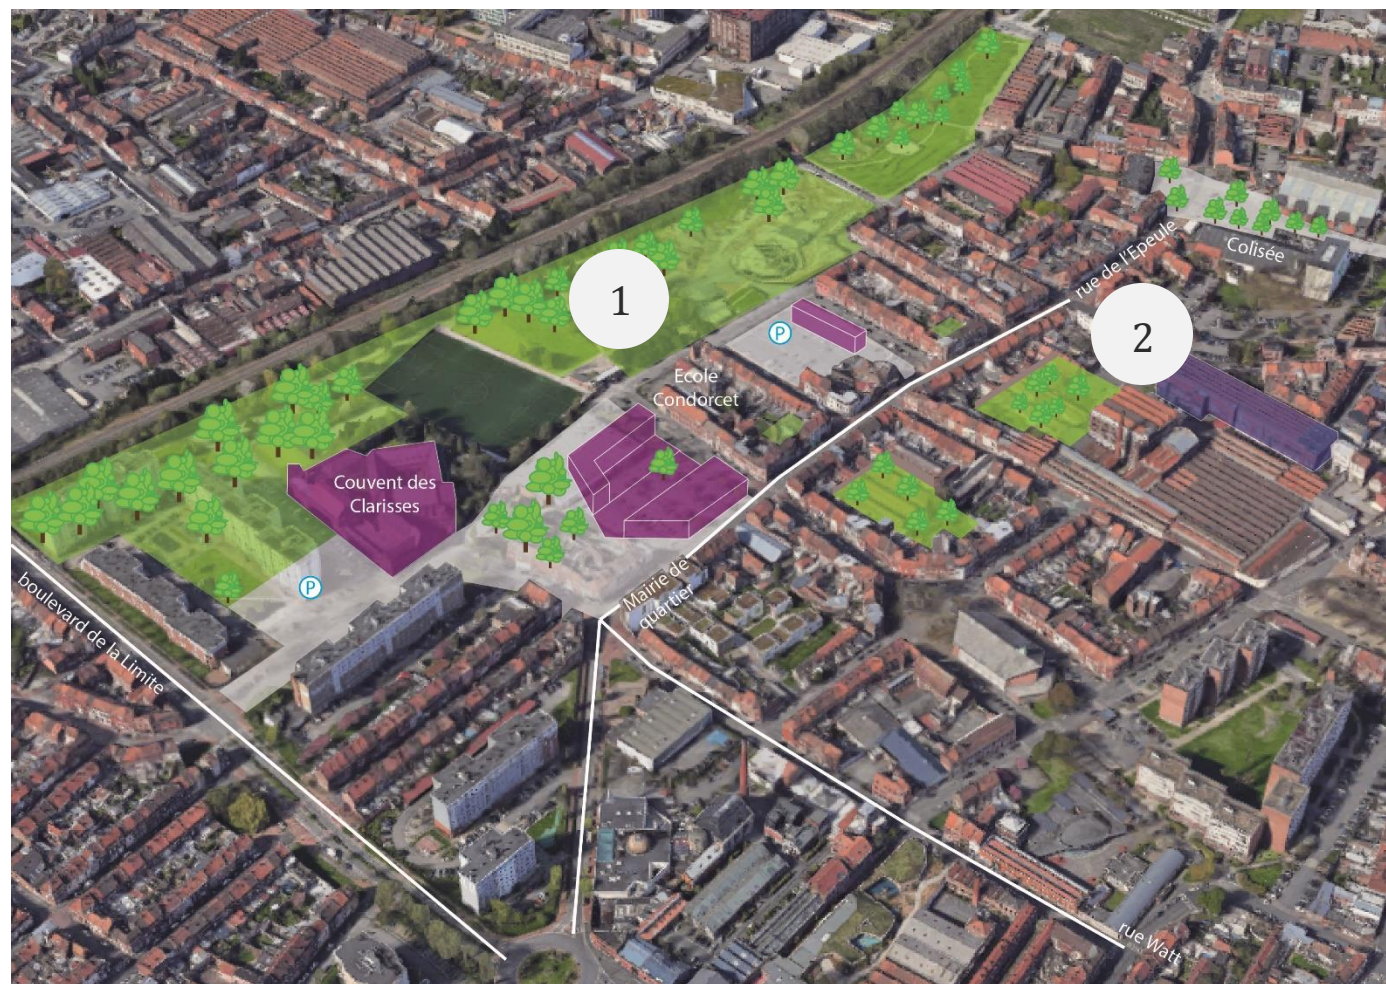 rue de l'Epeule
Colisée
1
2
P
Ecole
Condorcet
Couvent des
Clarisses
P
Mairie de
quartier
boulevard de la Limite
rue Watt